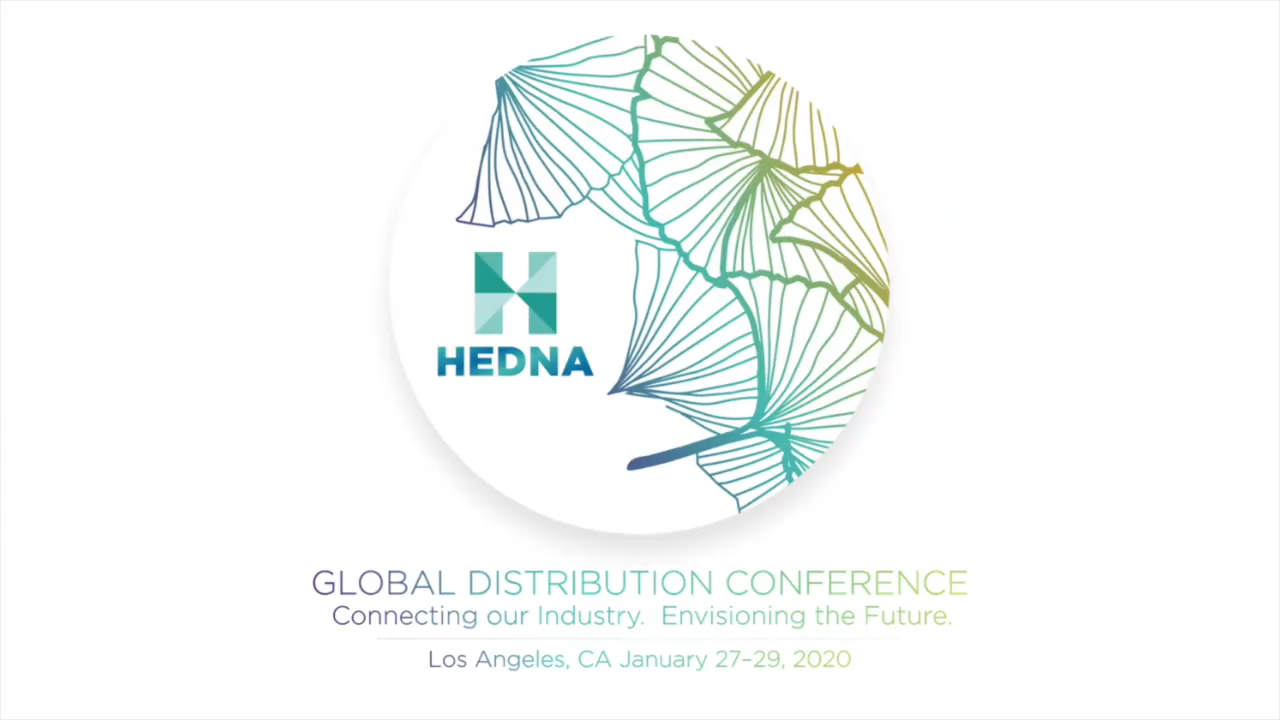 HEDNA
GLOBAL DISTRIBUTION CONFERENCE
Connecting our Industry. Envisioning the Future.
Los Angeles, CA January 27–29, 2020